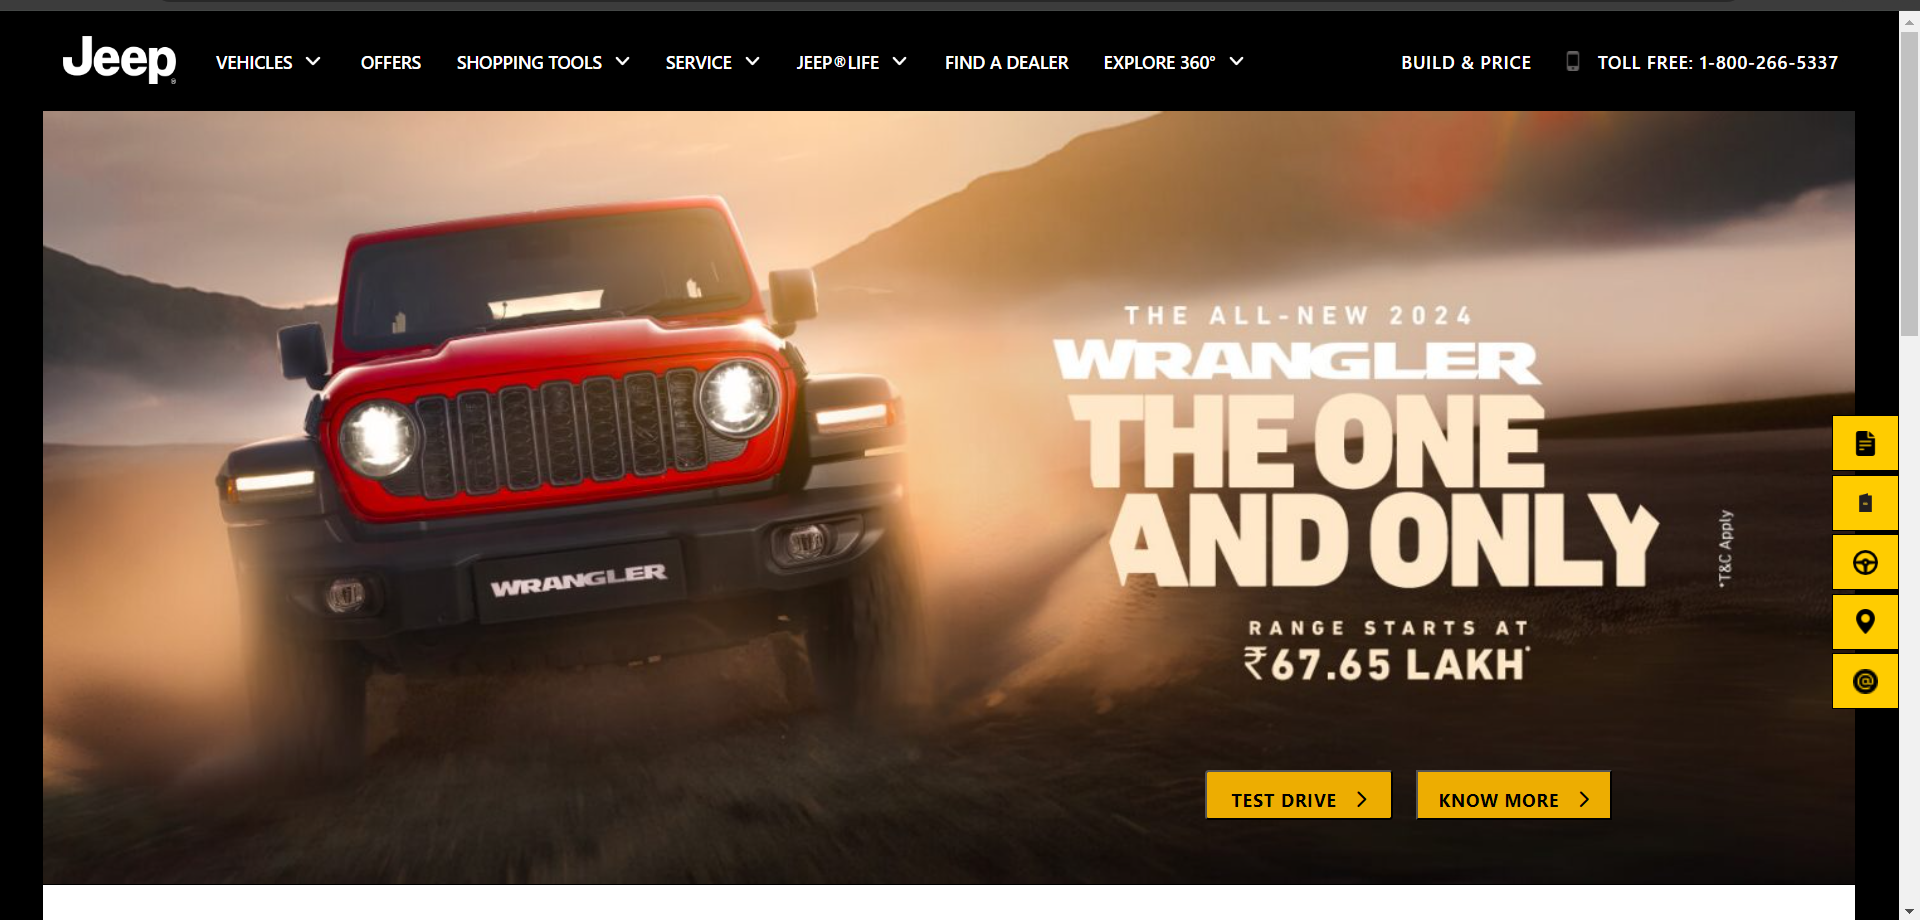 Jeep®
VEHICLES
OFFERS
SHOPPING TOOLS
SERVICE
JEEP®LIFE
FIND A DEALER
EXPLORE 360°
BUILD & PRICE
TOLL FREE: 1-800-266-5337
THE ALL-NEW 2024
WRANGLER
THE ONE
AND ONLY
*T&C Apply
RANGE STARTS AT
₹67.65 LAKH*
WRANGLER
TEST DRIVE
KNOW MORE